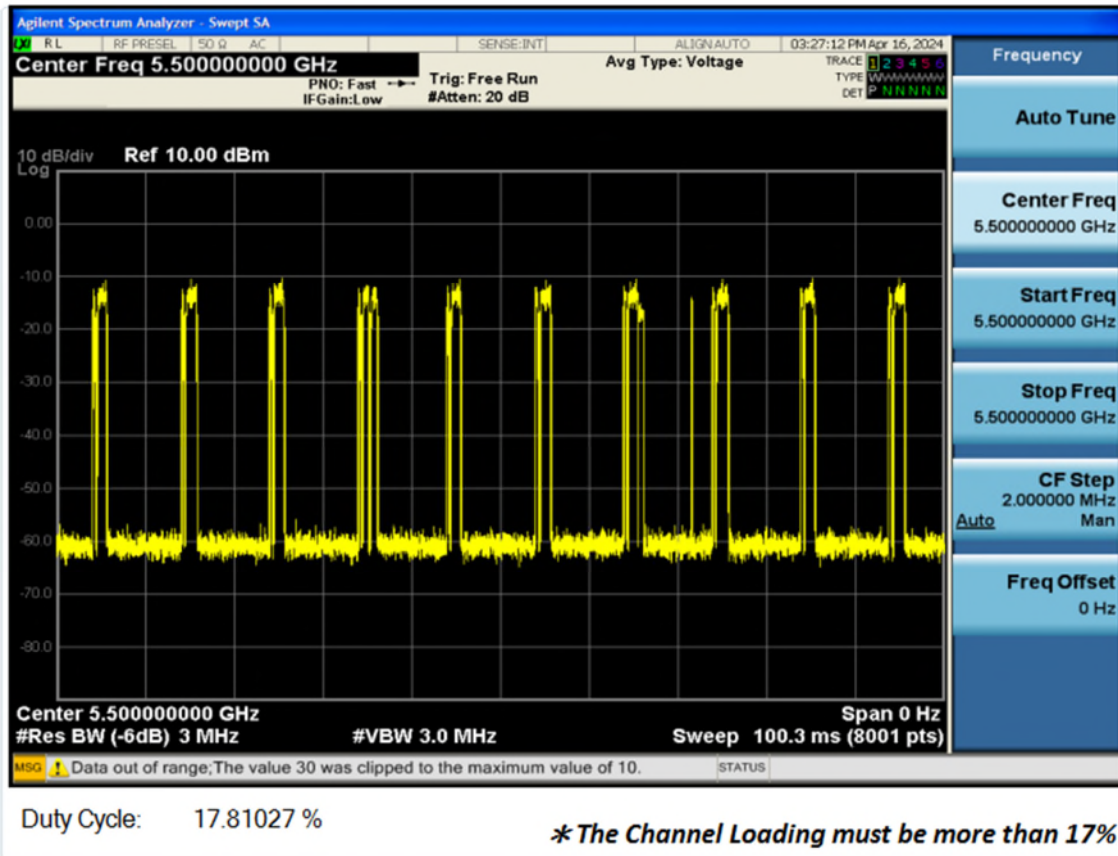 Agilent Spectrum Analyzer - Swept SA
RL RF PRESEL 50 Ω AC SENSE:INT ALIGN AUTO 03:27:12 PM Apr 16, 2024
Center Freq 5.500000000 GHz
Avg Type: Voltage
TRACE 1 2 3 4 5 6
PNO: Fast Trig: Free Run
TYPE W
IFGain:Low #Atten: 20 dB
DET P N N N N N
10 dB/div Ref 10.00 dBm
Log
0.00
-10.0
-20.0
-30.0
-40.0
-50.0
-60.0
-70.0
-80.0
Center 5.500000000 GHz Span 0 Hz
#Res BW (-6dB) 3 MHz #VBW 3.0 MHz Sweep 100.3 ms (8001 pts)
MSG Data out of range;The value 30 was clipped to the maximum value of 10. STATUS
Frequency
Auto Tune
Center Freq
5.500000000 GHz
Start Freq
5.500000000 GHz
Stop Freq
5.500000000 GHz
CF Step
2.000000 MHz
Auto Man
Freq Offset
0 Hz
Duty Cycle: 17.81027 %
* The Channel Loading must be more than 17%